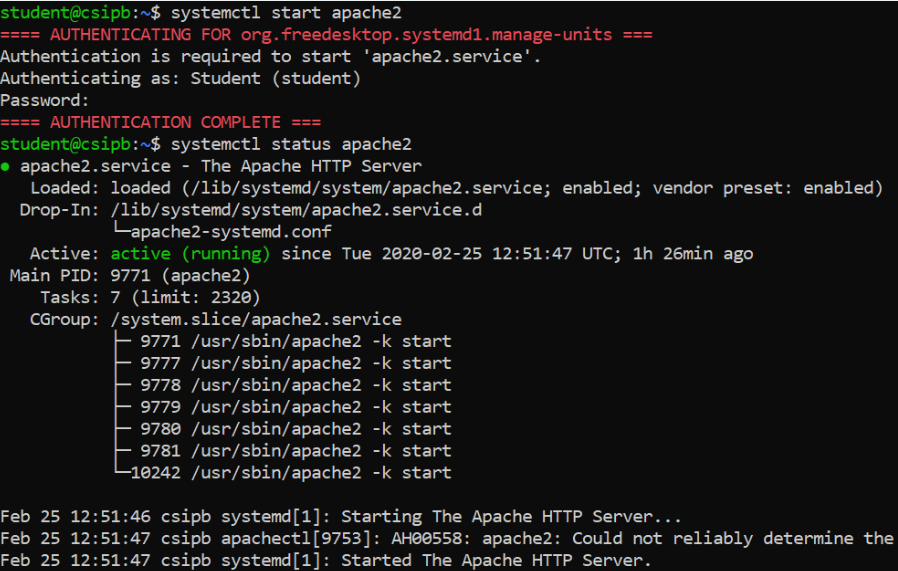 student@csipb:~$ systemctl start apache2
==== AUTHENTICATING FOR org.freedesktop.systemd1.manage-units ===
Authentication is required to start 'apache2.service'.
Authenticating as: Student (student)
Password:
==== AUTHENTICATION COMPLETE ===
student@csipb:~$ systemctl status apache2
● apache2.service - The Apache HTTP Server
   Loaded: loaded (/lib/systemd/system/apache2.service; enabled; vendor preset: enabled)
  Drop-In: /lib/systemd/system/apache2.service.d
           └─apache2-systemd.conf
   Active: active (running) since Tue 2020-02-25 12:51:47 UTC; 1h 26min ago
 Main PID: 9771 (apache2)
    Tasks: 7 (limit: 2320)
   CGroup: /system.slice/apache2.service
           ├─ 9771 /usr/sbin/apache2 -k start
           ├─ 9777 /usr/sbin/apache2 -k start
           ├─ 9778 /usr/sbin/apache2 -k start
           ├─ 9779 /usr/sbin/apache2 -k start
           ├─ 9780 /usr/sbin/apache2 -k start
           ├─ 9781 /usr/sbin/apache2 -k start
           └─10242 /usr/sbin/apache2 -k start

Feb 25 12:51:46 csipb systemd[1]: Starting The Apache HTTP Server...
Feb 25 12:51:47 csipb apachectl[9753]: AH00558: apache2: Could not reliably determine the
Feb 25 12:51:47 csipb systemd[1]: Started The Apache HTTP Server.